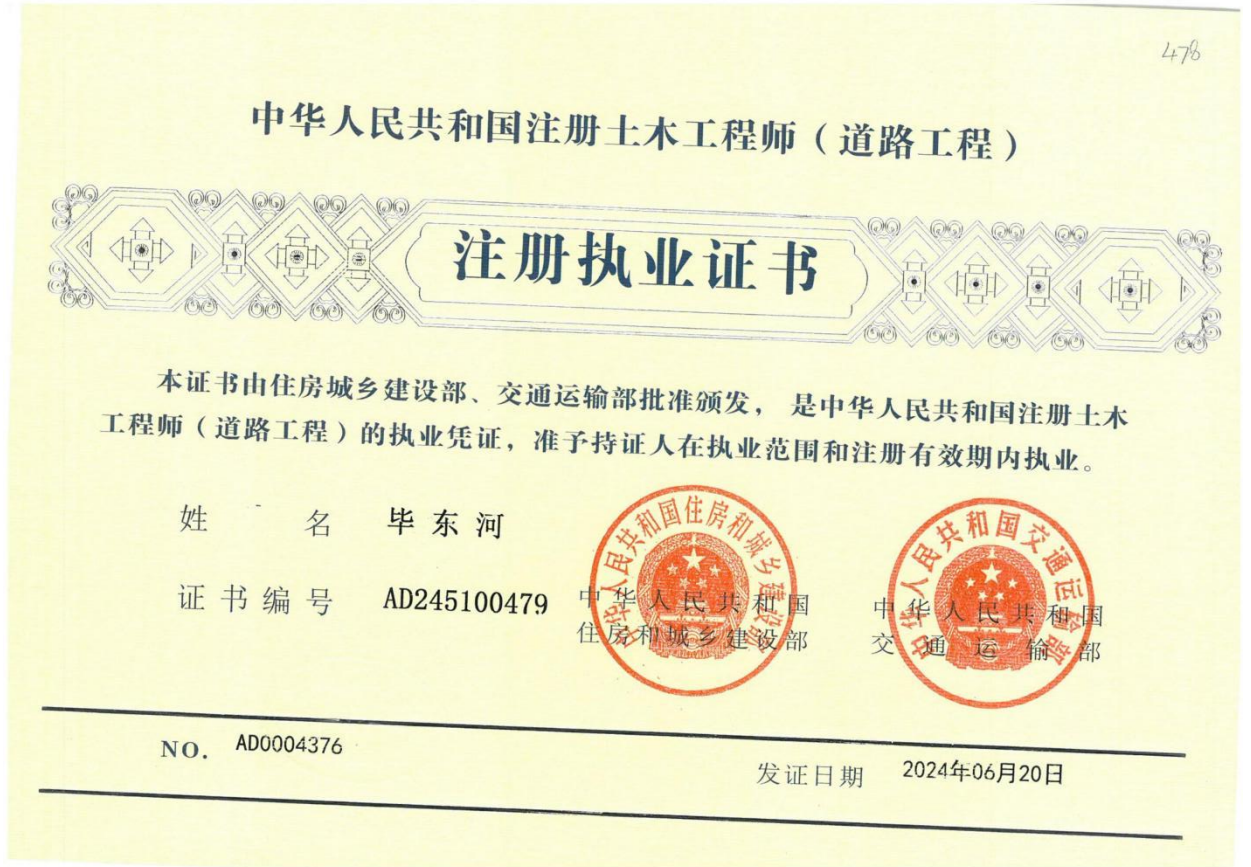 478
中华人民共和国注册土木工程师（道路工程）
注册执业证书
本证书由住房城乡建设部、交通运输部批准颁发，是中华人民共和国注册土木
工程师（道路工程）的执业凭证，准予持证人在执业范围和注册有效期内执业。
姓 名 毕东河
证书编号 AD245100479
中华人民共和国住房和城乡建设部
中华人民共和国
住房和城乡建设部
中华人民共和国交通运输部
中华人民共和国
交通运输部
NO. AD0004376
发证日期 2024年06月20日